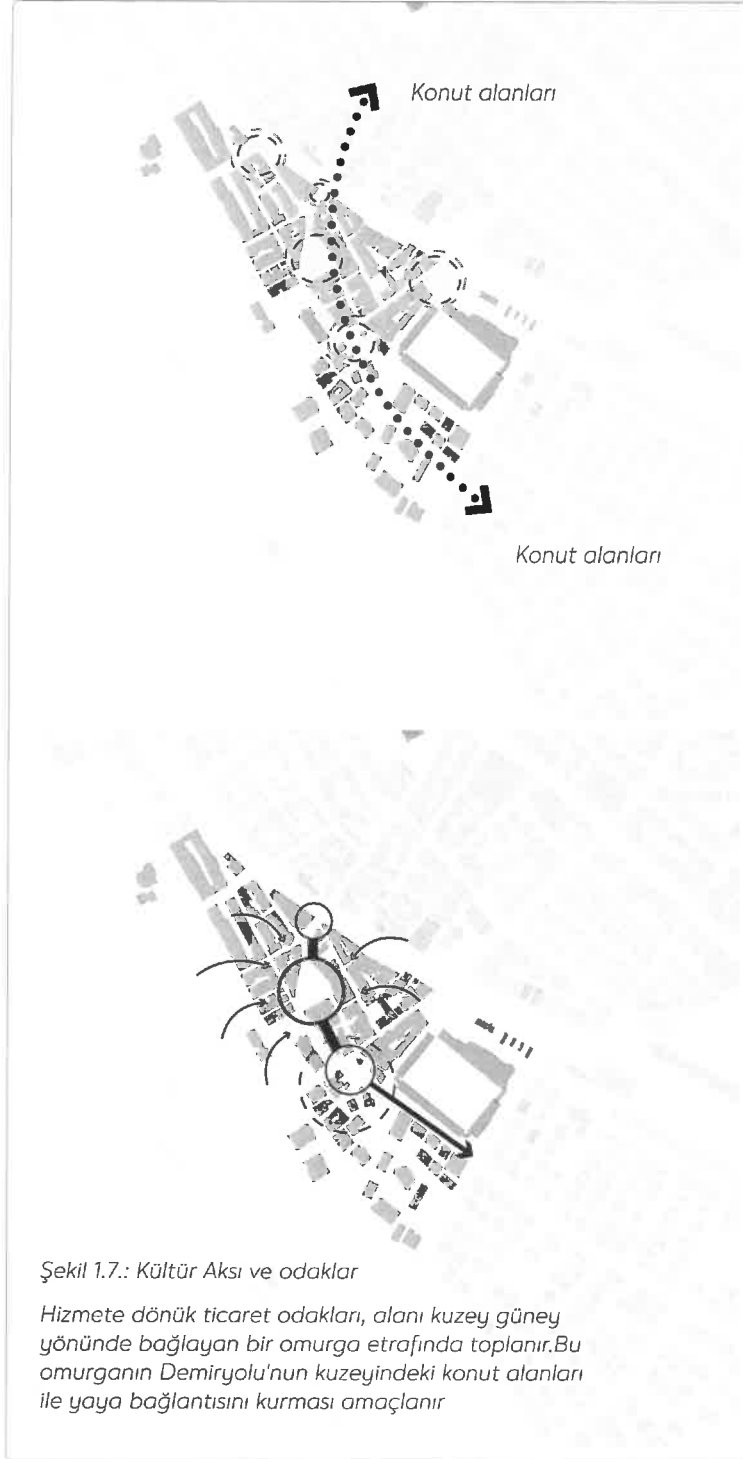 Konut alanları
Konut alanları
Şekil 1.7.: Kültür Aksı ve odaklar
Hizmete dönük ticaret odakları, alanı kuzey güney
yönünde bağlayan bir omurga etrafında toplanır.Bu
omurganın Demiryolu'nun kuzeyindeki konut alanları
ile yaya bağlantısını kurması amaçlanır